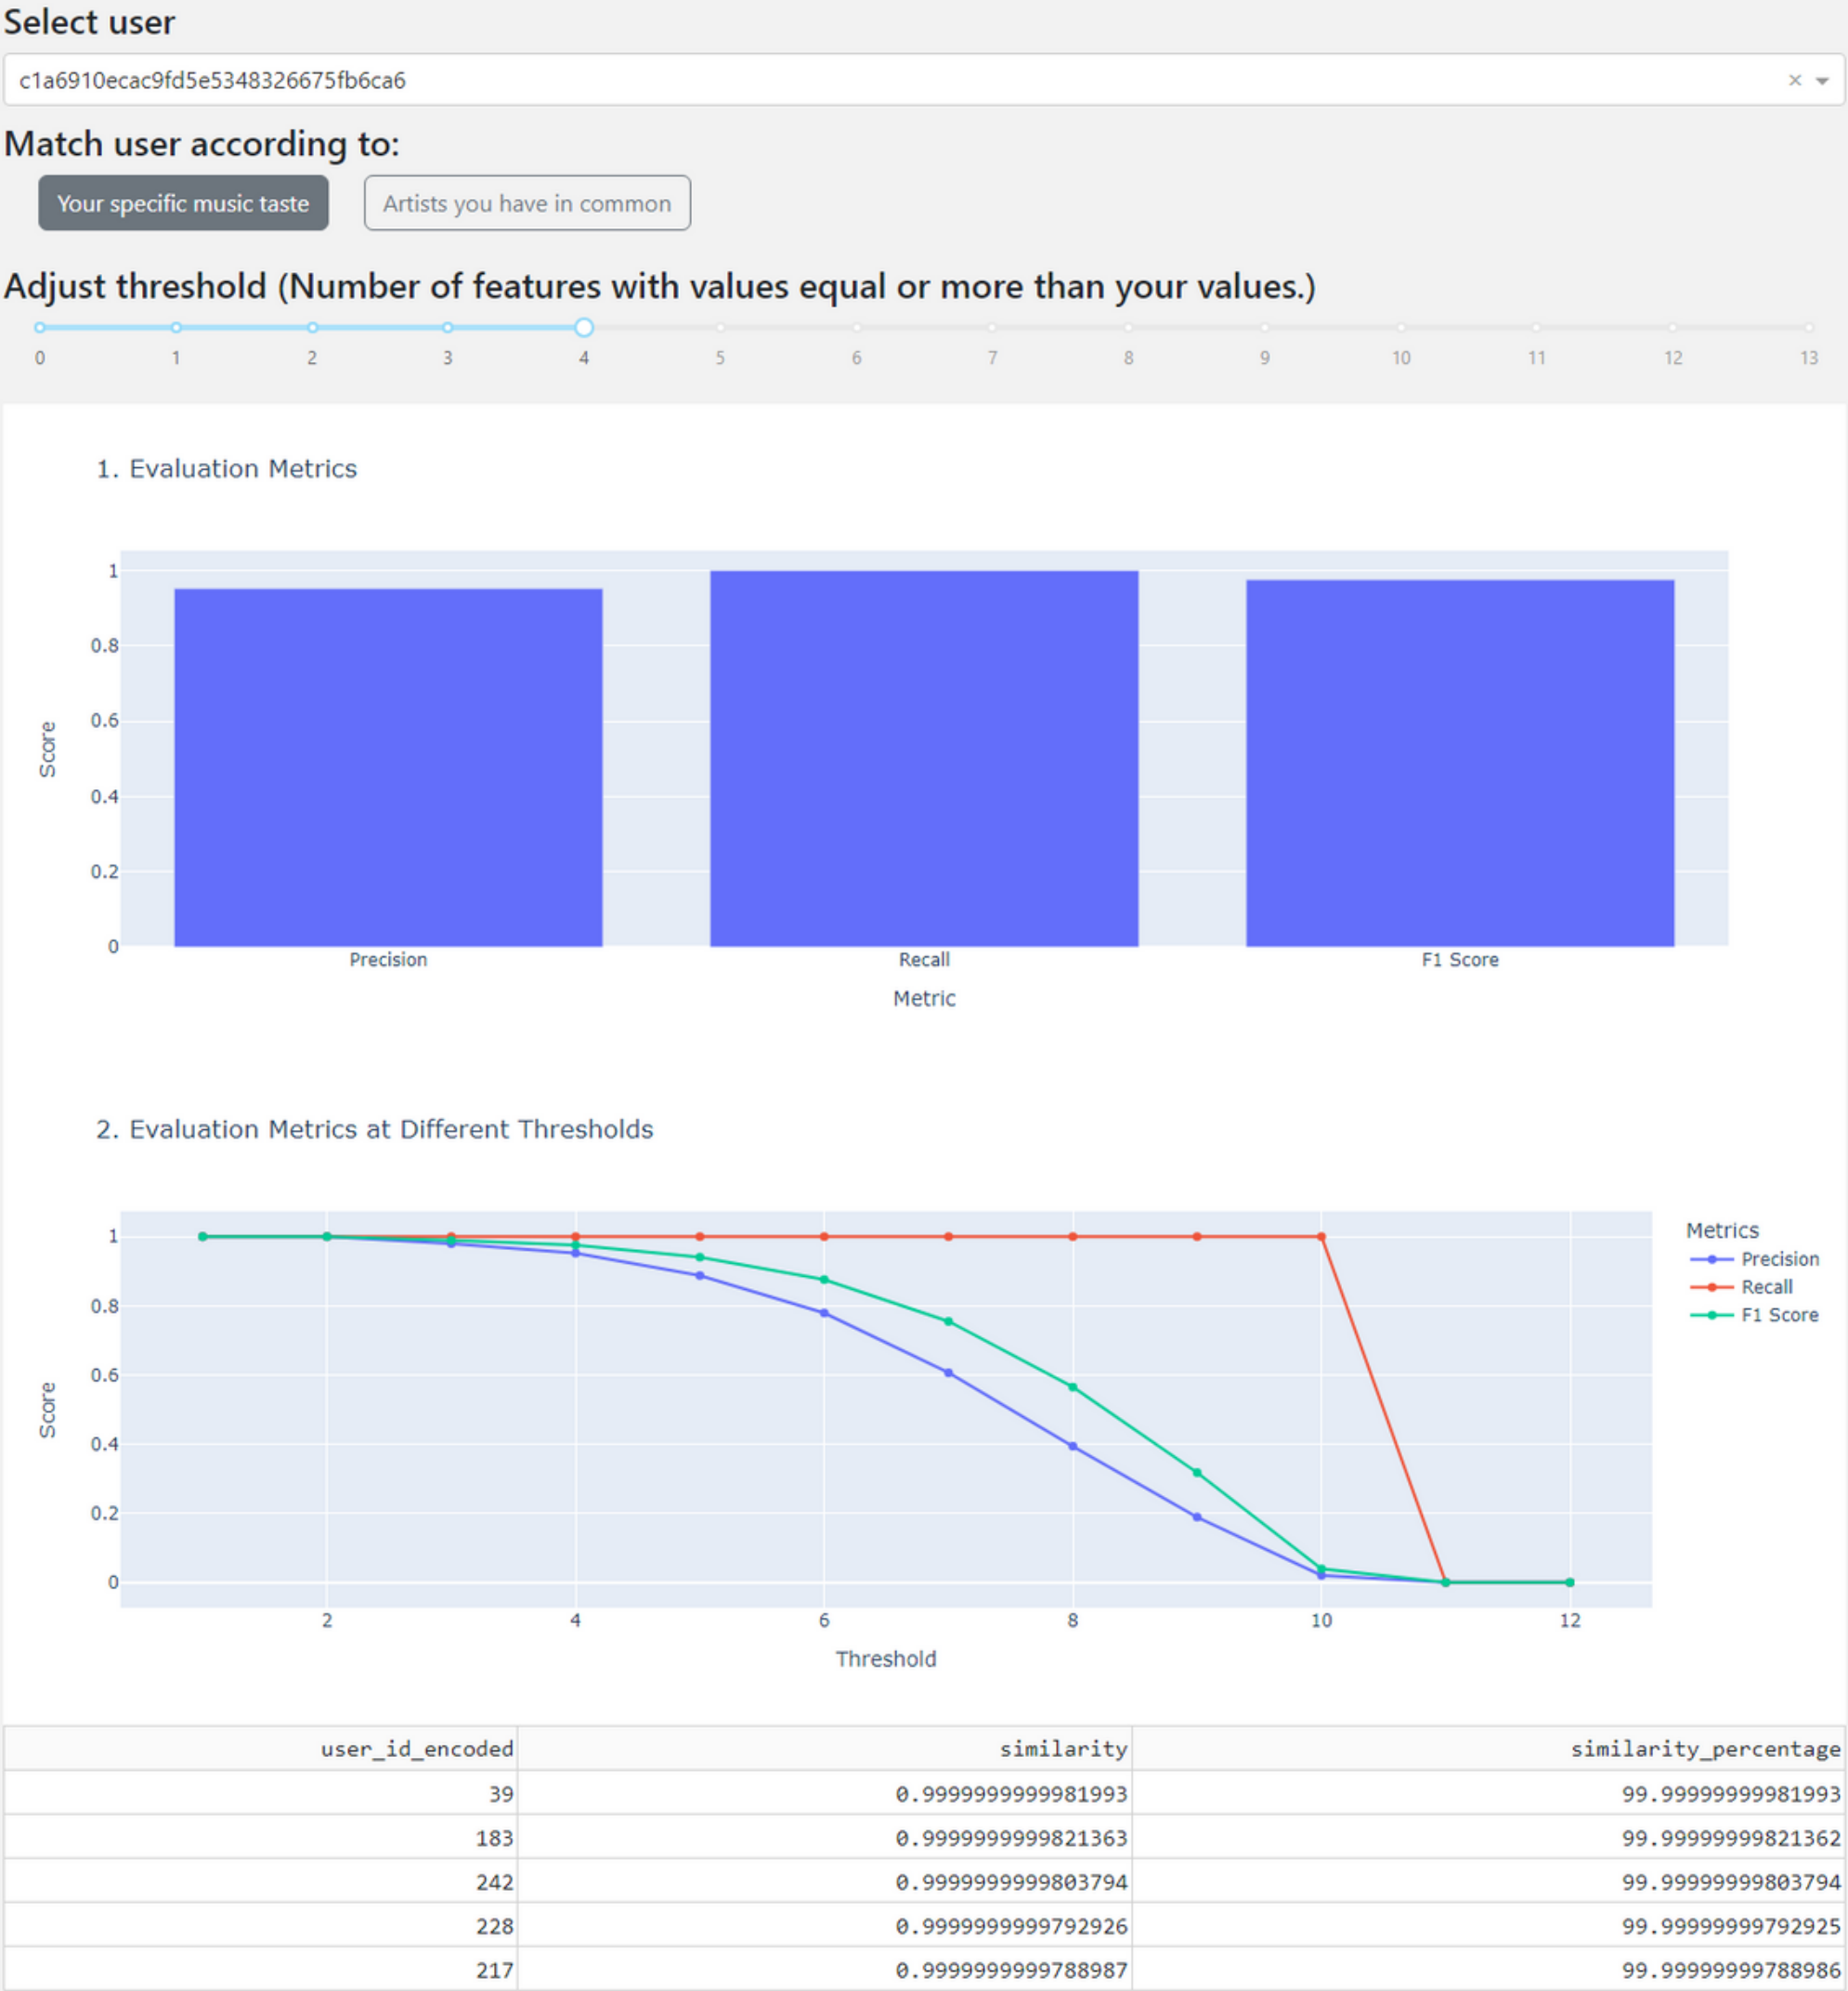 Select user
c1a6910ecac9fd5e5348326675fb6ca6 ×
Match user according to:
Your specific music taste Artists you have in common
Adjust threshold (Number of features with values equal or more than your values.)
0 1 2 3 4 5 6 7 8 9 10 11 12 13
1. Evaluation Metrics
1
0.8
0.6
0.4
0.2
0
Score
Precision Recall F1 Score
Metric
2. Evaluation Metrics at Different Thresholds
1
0.8
0.6
0.4
0.2
0
Score
2 4 6 8 10 12
Threshold
Metrics
Precision
Recall
F1 Score
user_id_encoded similarity similarity_percentage
39 0.9999999999981993 99.99999999981993
183 0.9999999999821363 99.99999999821362
242 0.9999999999803794 99.99999999803794
228 0.9999999999792926 99.99999999792925
217 0.9999999999788987 99.99999999788986